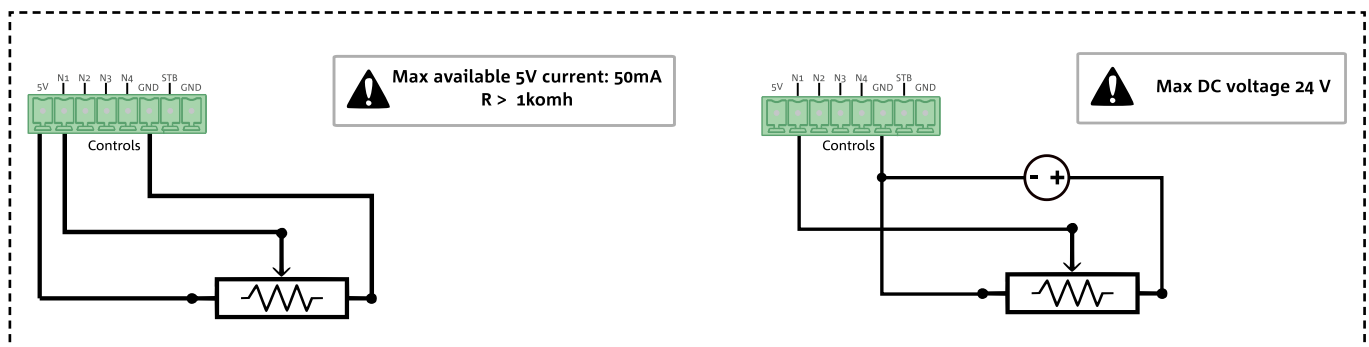 5V N1 N2 N3 N4 GND STB GND
Controls
Max available 5V current: 50mA
R > 1komh
5V N1 N2 N3 N4 GND STB GND
Controls
- +
Max DC voltage 24 V